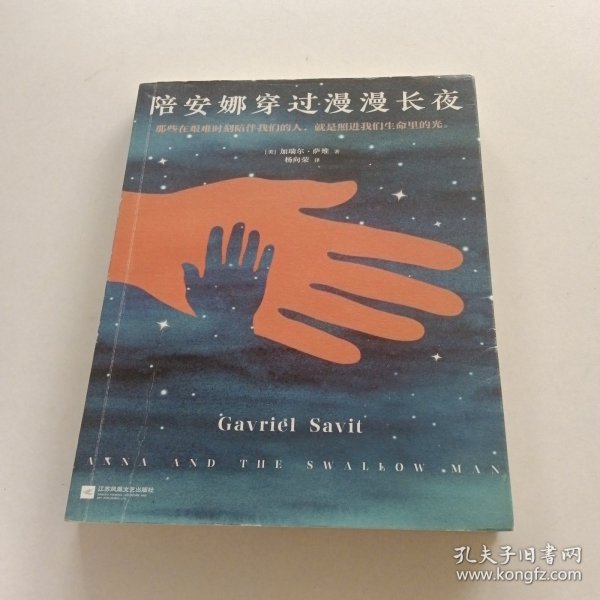 陪安娜穿过漫漫长夜
那些在艰难时刻陪伴我们的人，就是照进我们生命里的光。
[美] 加瑞尔·萨维 著
杨向荣 译
Gavriel Savit
ANNA AND THE SWALLOW MAN
江苏凤凰文艺出版社
孔夫子旧书网
www.kongfz.com